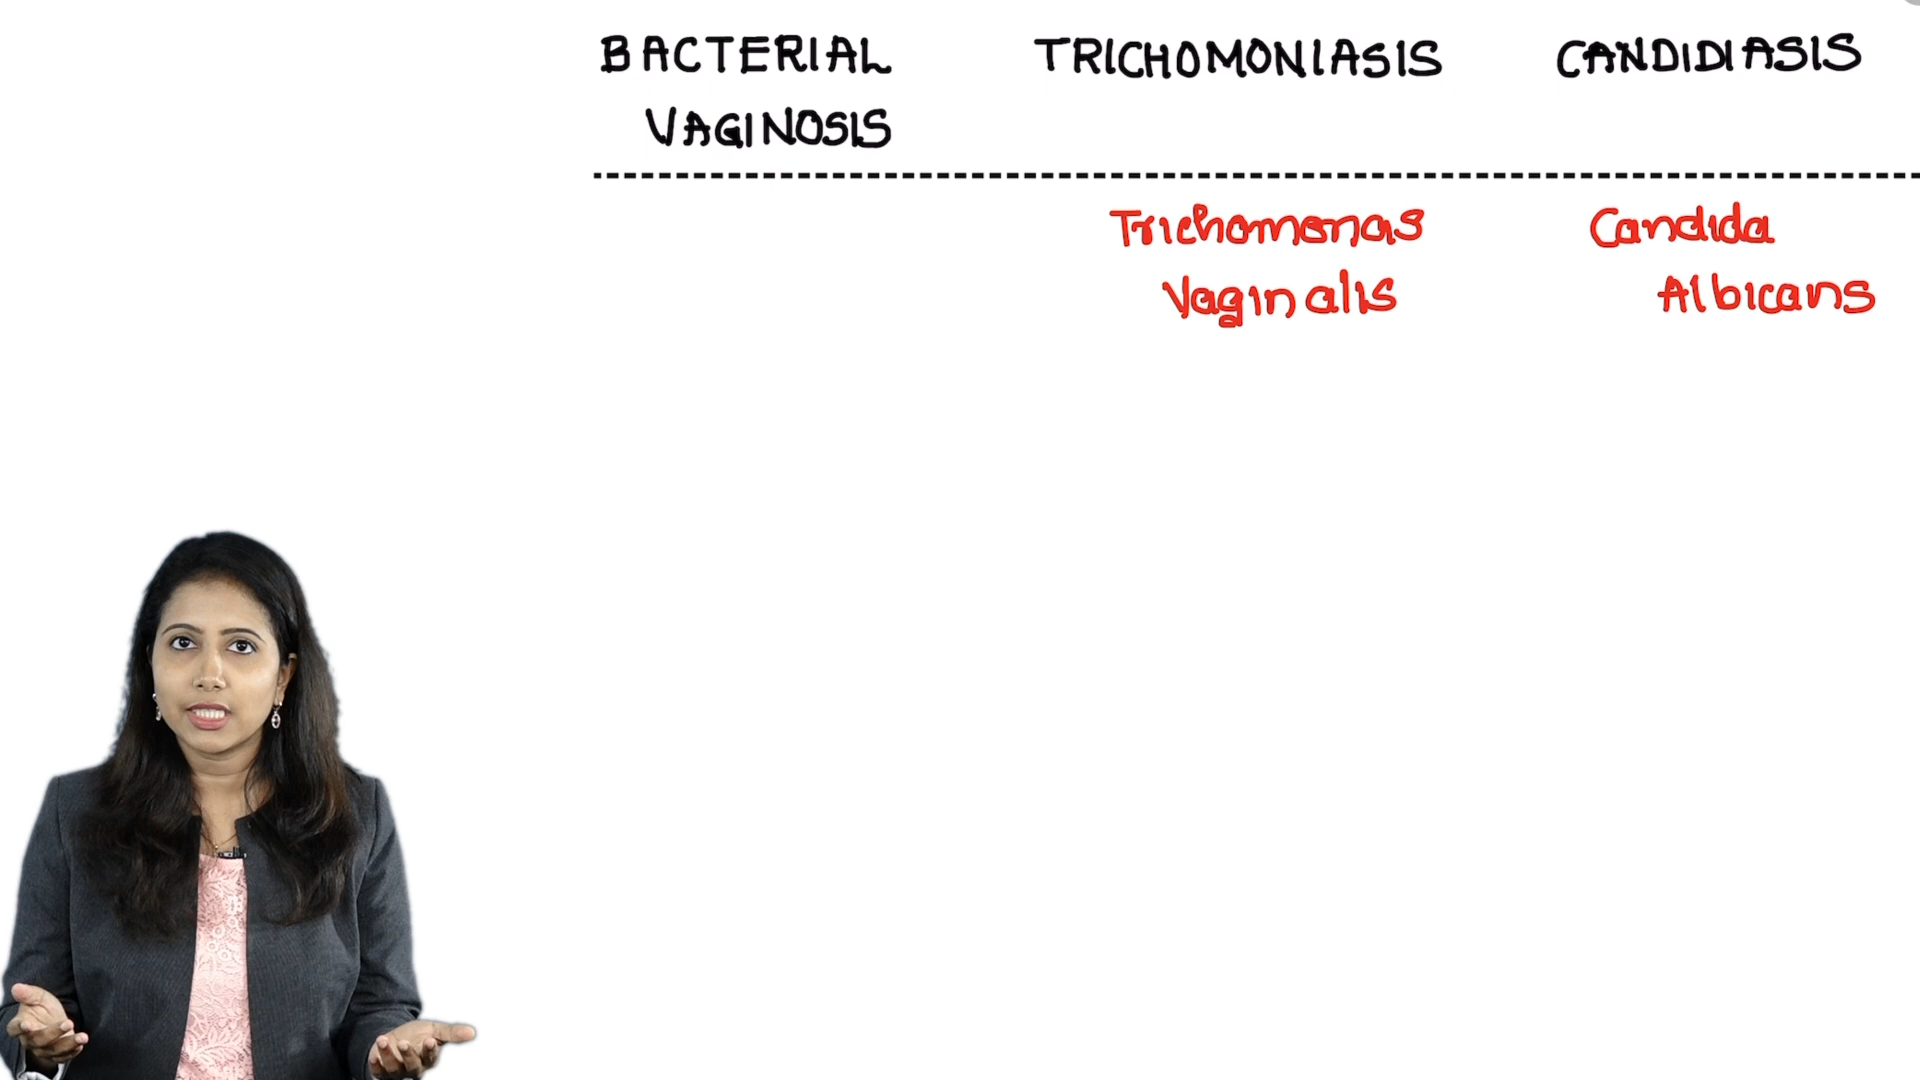 BACTERIAL TRICHOMONIASIS CANDIDIASIS
VAGINOSIS
Trichomonas Candida
Vaginalis Albicans